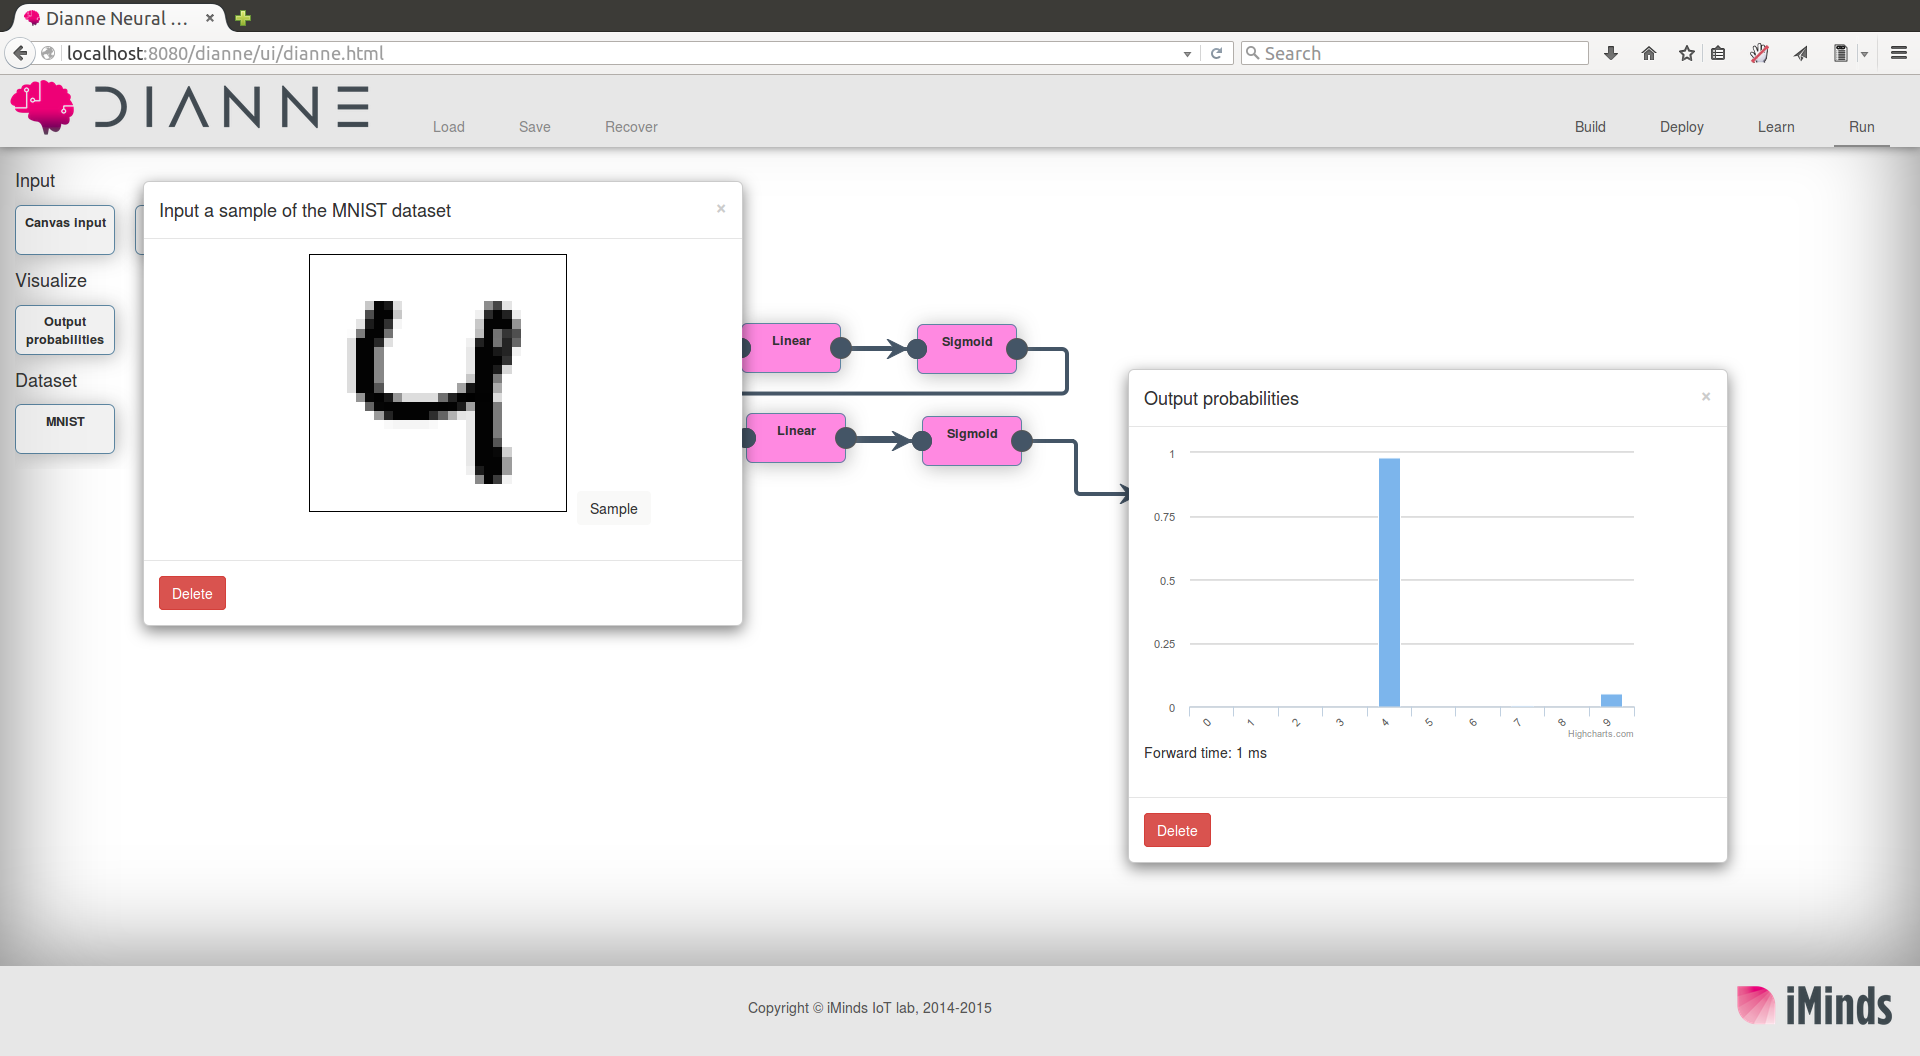 Dianne Neural ...
localhost:8080/dianne/ui/dianne.html
Search
DIANNE
Load Save Recover
Build Deploy Learn Run
Input
Canvas input
Visualize
Output
probabilities
Dataset
MNIST
Input a sample of the MNIST dataset ×
4
Sample
Delete
Linear Sigmoid
Linear Sigmoid
Output probabilities ×
1
0.75
0.5
0.25
0
0 1 2 3 4 5 6 7 8 9
Highcharts.com
Forward time: 1 ms
Delete
Copyright © iMinds IoT lab, 2014-2015
iMinds